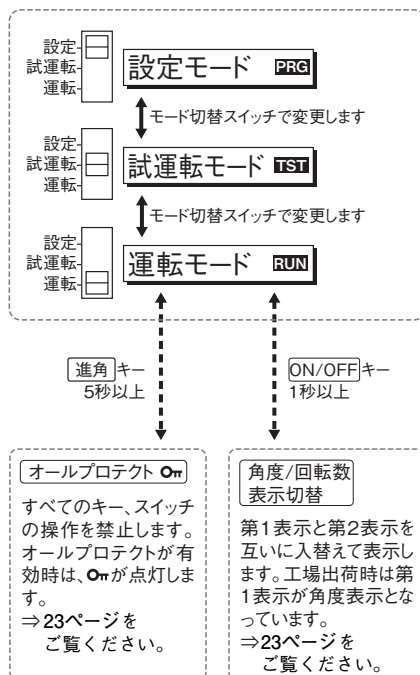 設定
試運転
運転
設定モード PRG
モード切替スイッチで変更します
設定
試運転
運転
試運転モード TST
モード切替スイッチで変更します
設定
試運転
運転
運転モード RUN
進角キー
5秒以上
ON/OFFキー
1秒以上
オールプロテクト
すべてのキー、スイッチ
の操作を禁止します。
オールプロテクトが有
効時は、が点灯しま
す。
⇒23ページを
ご覧ください。
角度/回転数
表示切替
第1表示と第2表示を
互いに入替えて表示し
ます。工場出荷時は第
1表示が角度表示とな
っています。
⇒23ページを
ご覧ください。